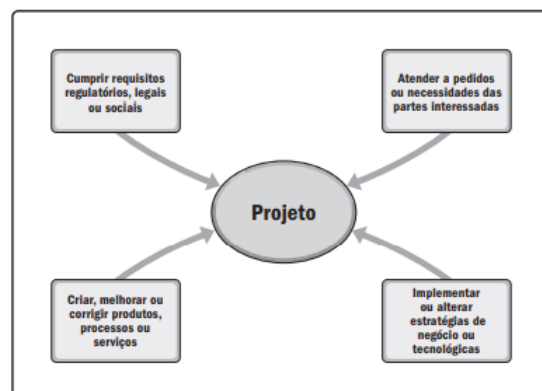 Cumprir requisitos
regulatórios, legais
ou sociais
Atender a pedidos
ou necessidades das
partes interessadas
Projeto
Criar, melhorar ou
corrigir produtos,
processos ou
serviços
Implementar
ou alterar
estratégias de
negócio ou
tecnológicas